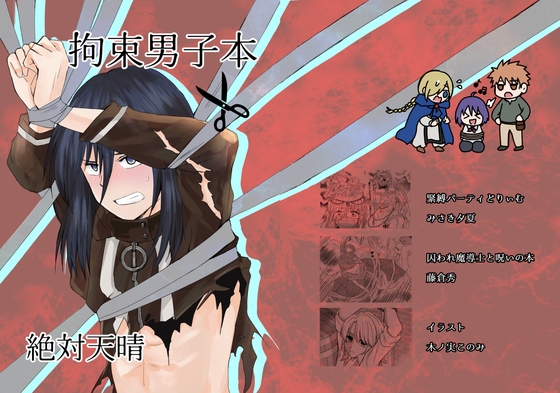 拘束男子本
絶対天晴
緊縛パーティとりぃむ
みさき夕夏
囚われ魔導士と呪いの本
藤倉秀
イラスト
木ノ実このみ